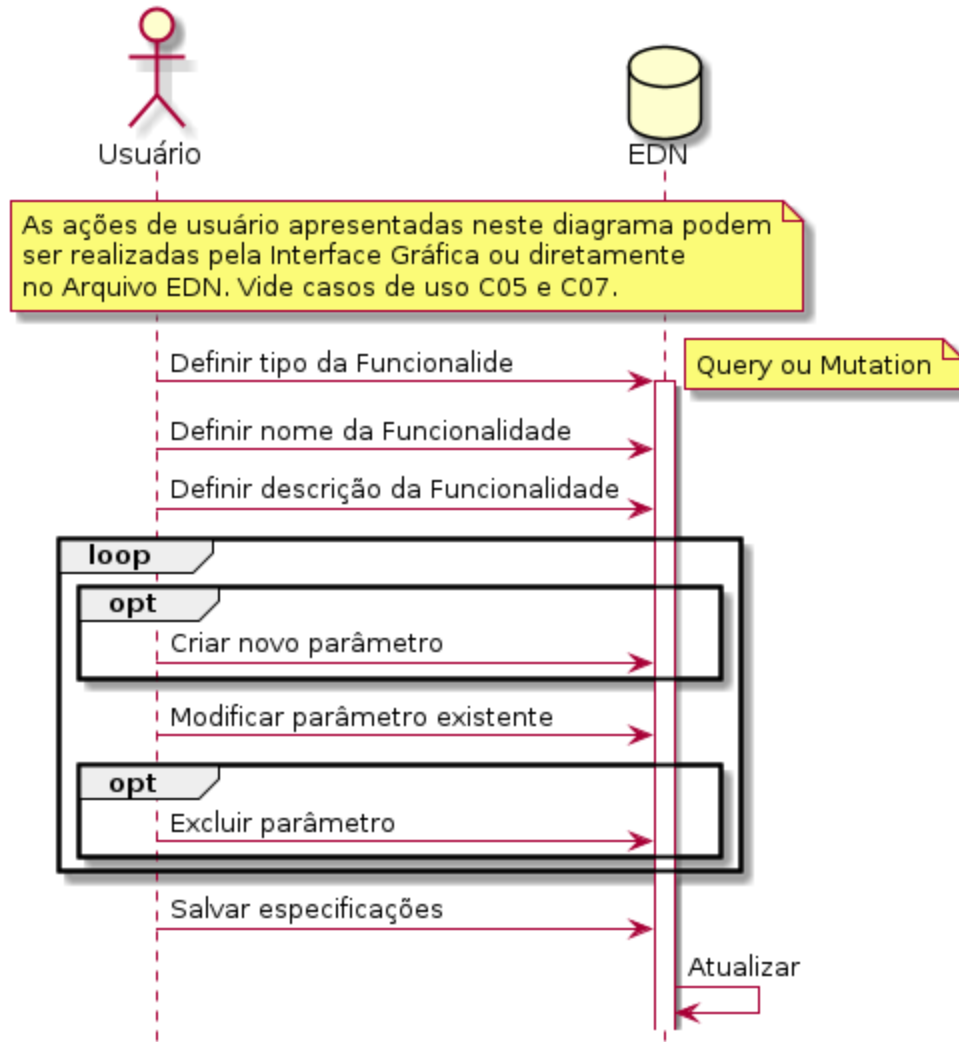 Usuário
EDN
As ações de usuário apresentadas neste diagrama podem
ser realizadas pela Interface Gráfica ou diretamente
no Arquivo EDN. Vide casos de uso C05 e C07.
Definir tipo da Funcionalide
Query ou Mutation
Definir nome da Funcionalidade
Definir descrição da Funcionalidade
loop
opt
Criar novo parâmetro
Modificar parâmetro existente
opt
Excluir parâmetro
Salvar especificações
Atualizar